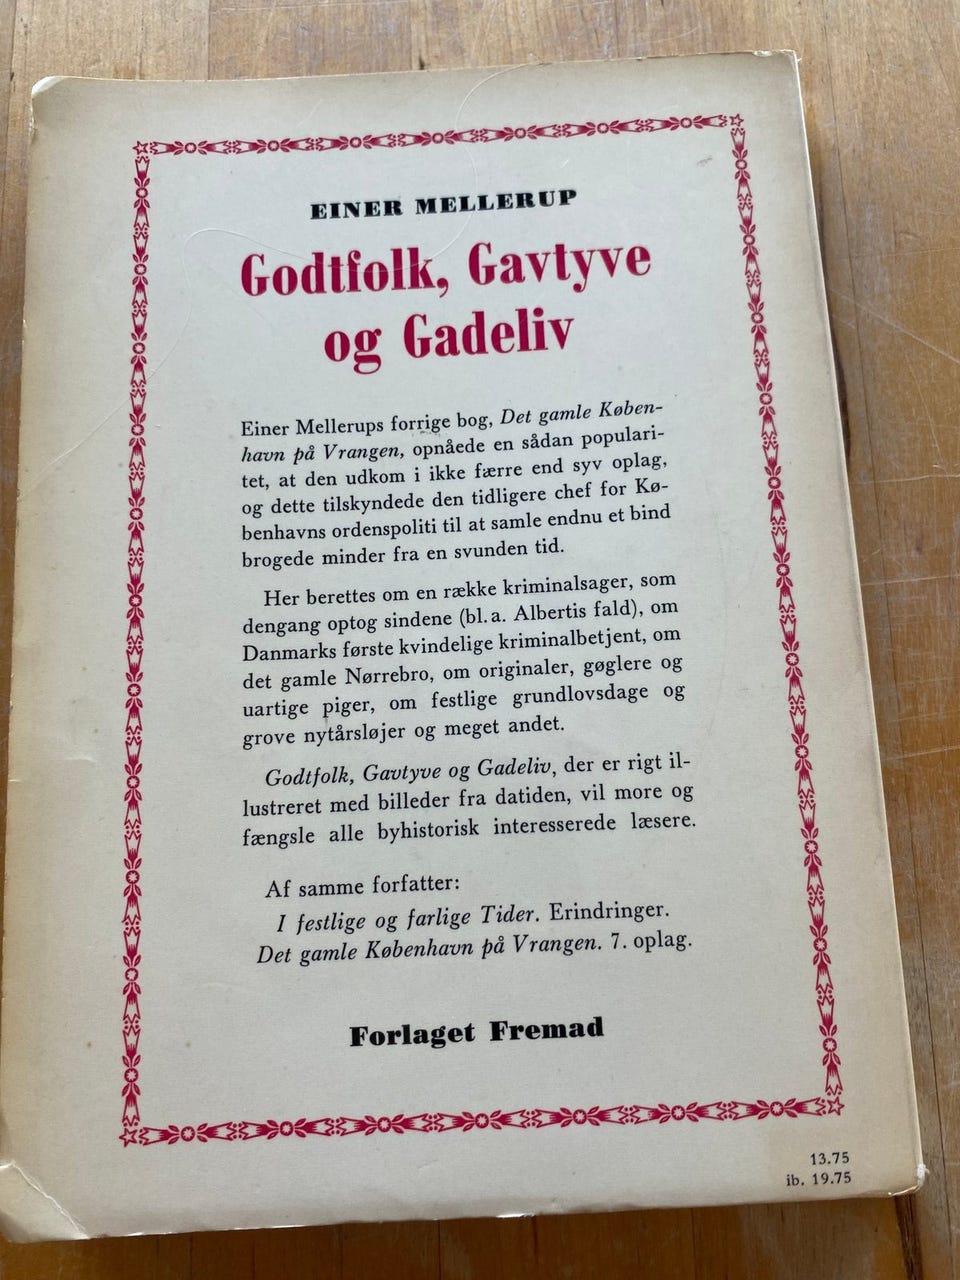 EINER MELLERUP
Godtfolk, Gavtyve
og Gadeliv
Einer Mellerups forrige bog, Det gamle Køben-
havn på Vrangen, opnåede en sådan populari-
tet, at den udkom i ikke færre end syv oplag,
og dette tilskyndede den tidligere chef for Kø-
benhavns ordenspoliti til at samle endnu et bind
brogede minder fra en svunden tid.
Her berettes om en række kriminalsager, som
dengang optog sindene (bl.a. Albertis fald), om
Danmarks første kvindelige kriminalbetjent, om
det gamle Nørrebro, om originaler, gøglere og
uartige piger, om festlige grundlovsdage og
grove nytårsløjer og meget andet.
Godtfolk, Gavtyve og Gadeliv, der er rigt il-
lustreret med billeder fra datiden, vil more og
fængsle alle byhistorisk interesserede læsere.
Af samme forfatter:
I festlige og farlige Tider. Erindringer.
Det gamle København på Vrangen. 7. oplag.
Forlaget Fremad
13.75
ib. 19.75